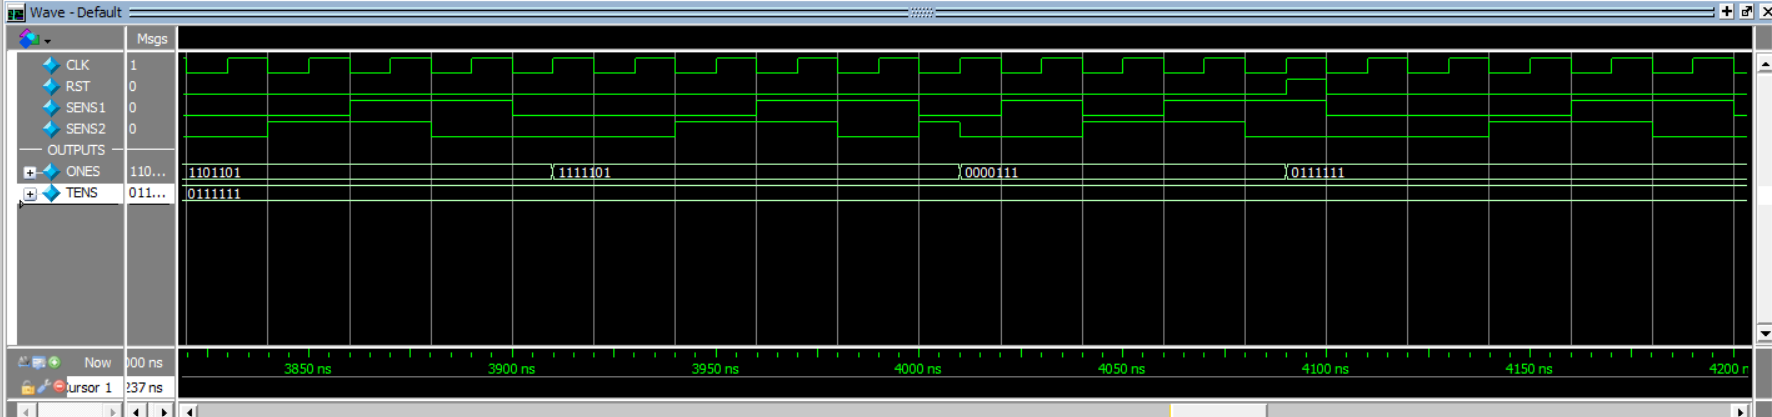 Wave - Default
Msgs
CLK 1
RST 0
SENS1 0
SENS2 0
OUTPUTS
ONES 110... 1101101 1111101 0000111 0111111
TENS 011... 0111111
Now 000 ns 3850 ns 3900 ns 3950 ns 4000 ns 4050 ns 4100 ns 4150 ns 4200 n
ursor 1 237 ns